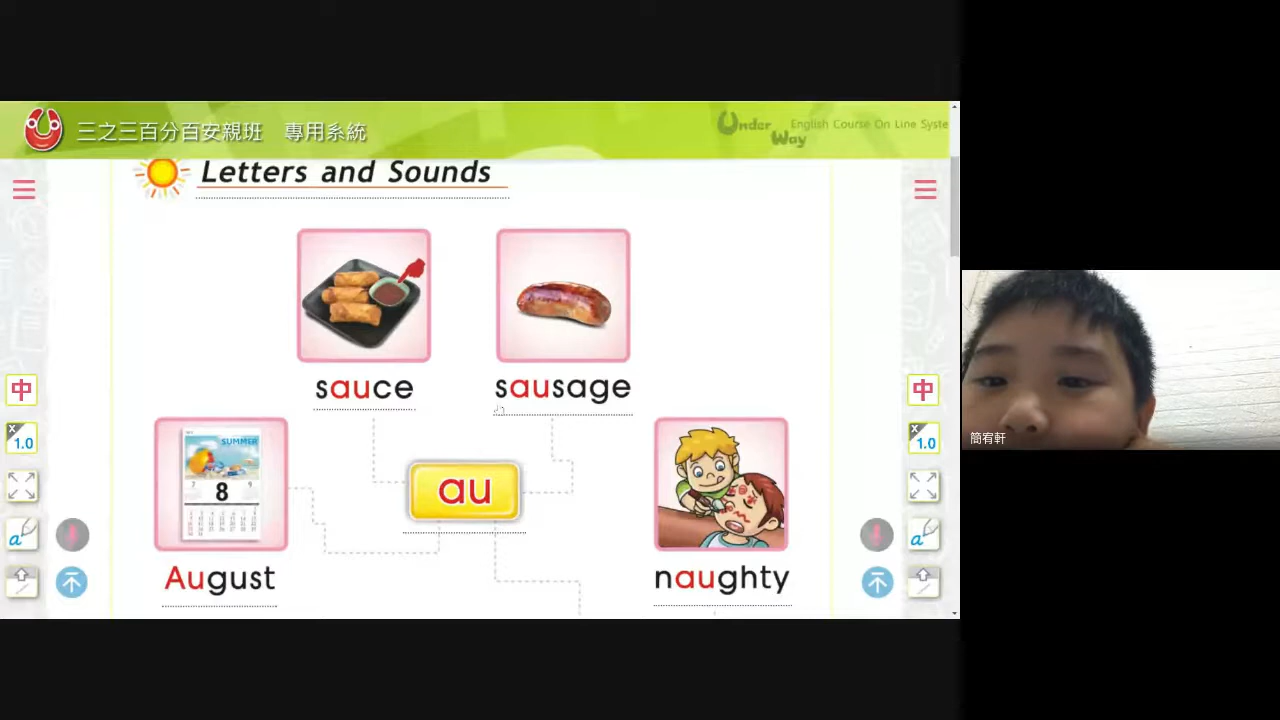 三之三百分百安親班 專用系統
Under Way
English Course On Line Syste
Letters and Sounds
sauce
sausage
SUMMER
7 8 9
au
August
naughty
中
x
1.0
a
中
x
1.0
a
簡宥軒